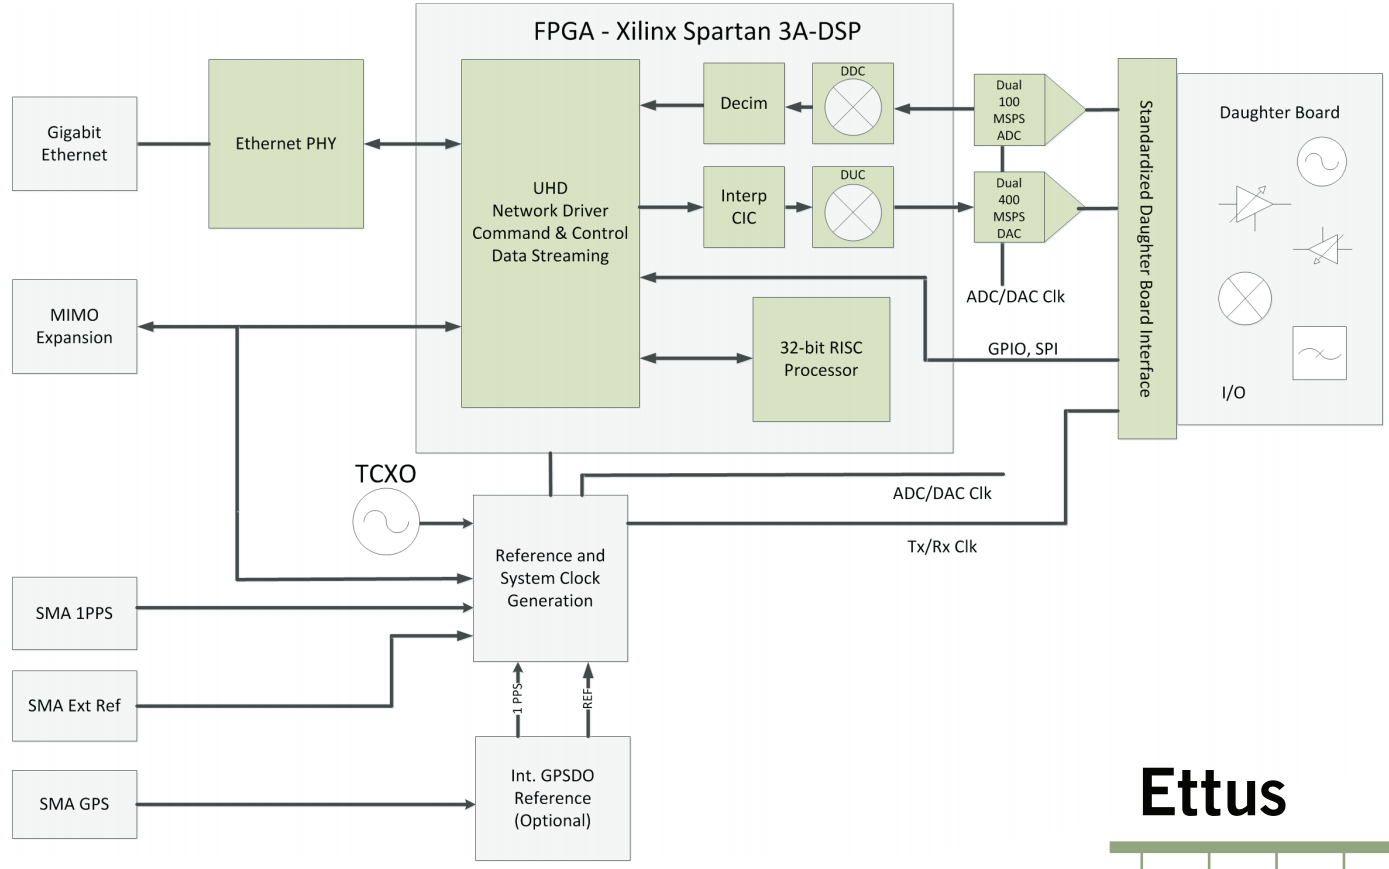 FPGA - Xilinx Spartan 3A-DSP
Gigabit
Ethernet
Ethernet PHY
UHD
Network Driver
Command & Control
Data Streaming
Decim
DDC
Dual
100
MSPS
ADC
Interp
CIC
DUC
Dual
400
MSPS
DAC
ADC/DAC Clk
Standardized Daughter Board Interface
Daughter Board
I/O
MIMO
Expansion
32-bit RISC
Processor
GPIO, SPI
TCXO
ADC/DAC Clk
Tx/Rx Clk
Reference and
System Clock
Generation
SMA 1PPS
SMA Ext Ref
1 PPS
REF
SMA GPS
Int. GPSDO
Reference
(Optional)
Ettus